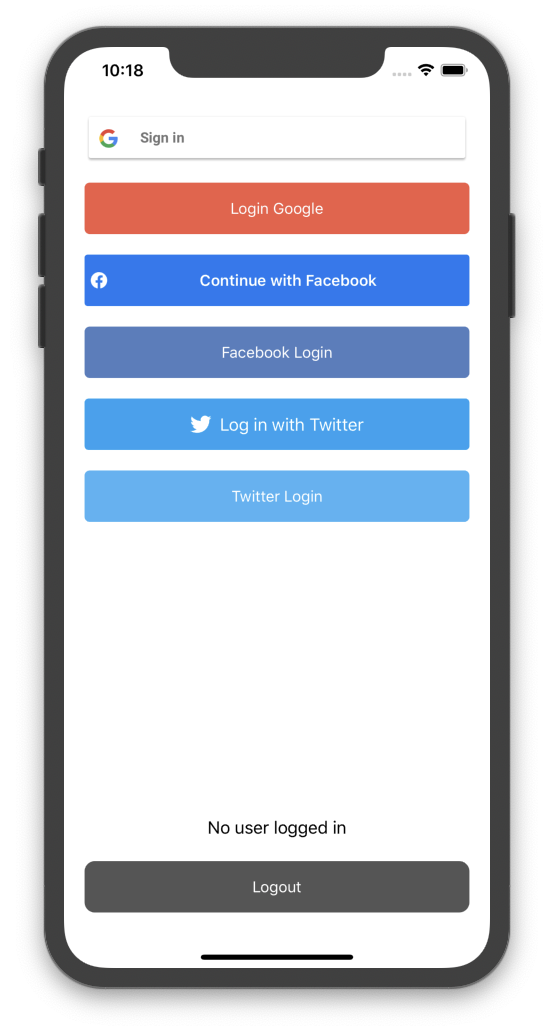 10:18
Sign in
Login Google
Continue with Facebook
Facebook Login
Log in with Twitter
Twitter Login
No user logged in
Logout